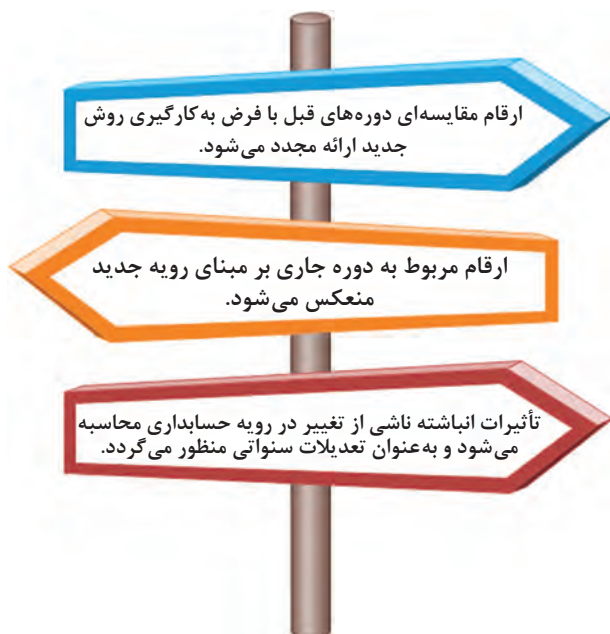 ارقام مقایسه‌ای دوره‌های قبل با فرض به‌کارگیری روش
جدید ارائه مجدد می‌شود.
ارقام مربوط به دوره جاری بر مبنای رویه جدید
منعکس می‌شود.
تأثیرات انباشته ناشی از تغییر در رویه حسابداری محاسبه
می‌شود و به‌عنوان تعدیلات سنواتی منظور می‌گردد.